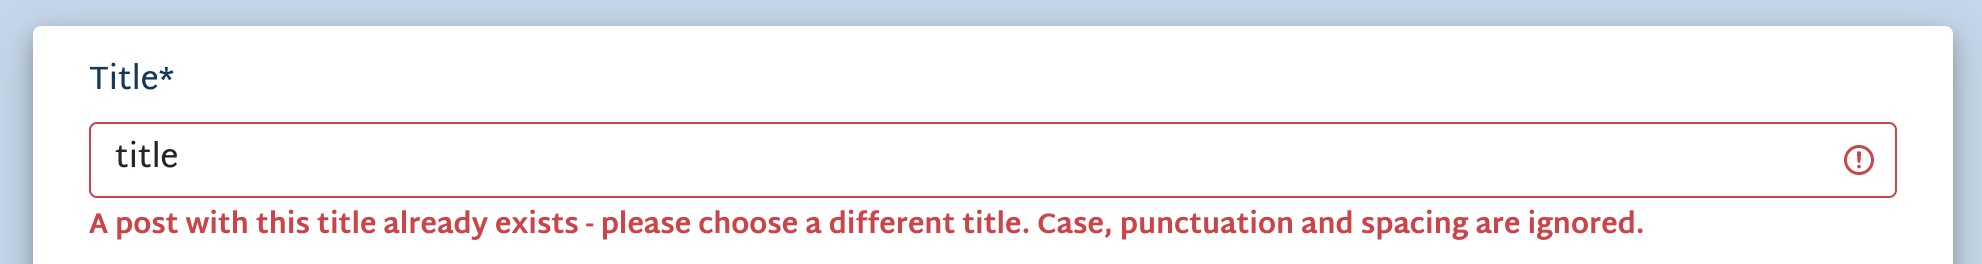 Title*
title
A post with this title already exists - please choose a different title. Case, punctuation and spacing are ignored.